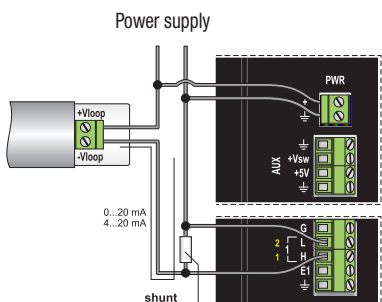 Power supply
PWR
+
+Vloop
-Vloop
AUX
+Vsw
+5V
0...20 mA
4...20 mA
G
2
L
1
1
H
E1
shunt